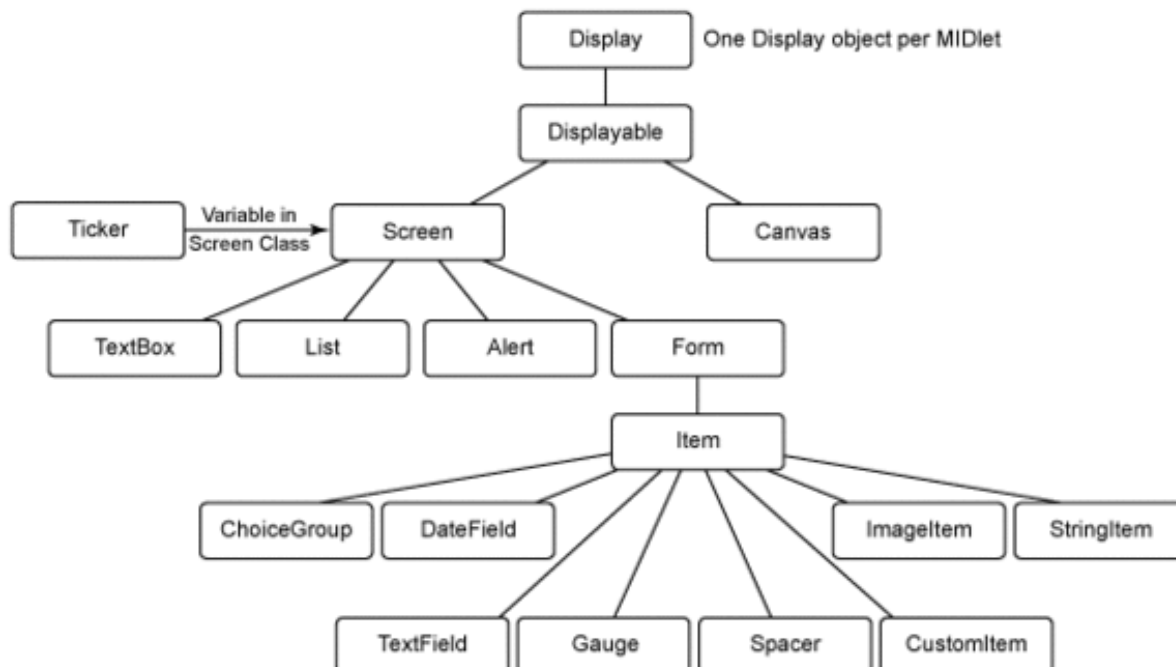 Display
One Display object per MIDlet
Displayable
Ticker
Variable in
Screen Class
Screen
Canvas
TextBox
List
Alert
Form
Item
ChoiceGroup
DateField
ImageItem
StringItem
TextField
Gauge
Spacer
CustomItem